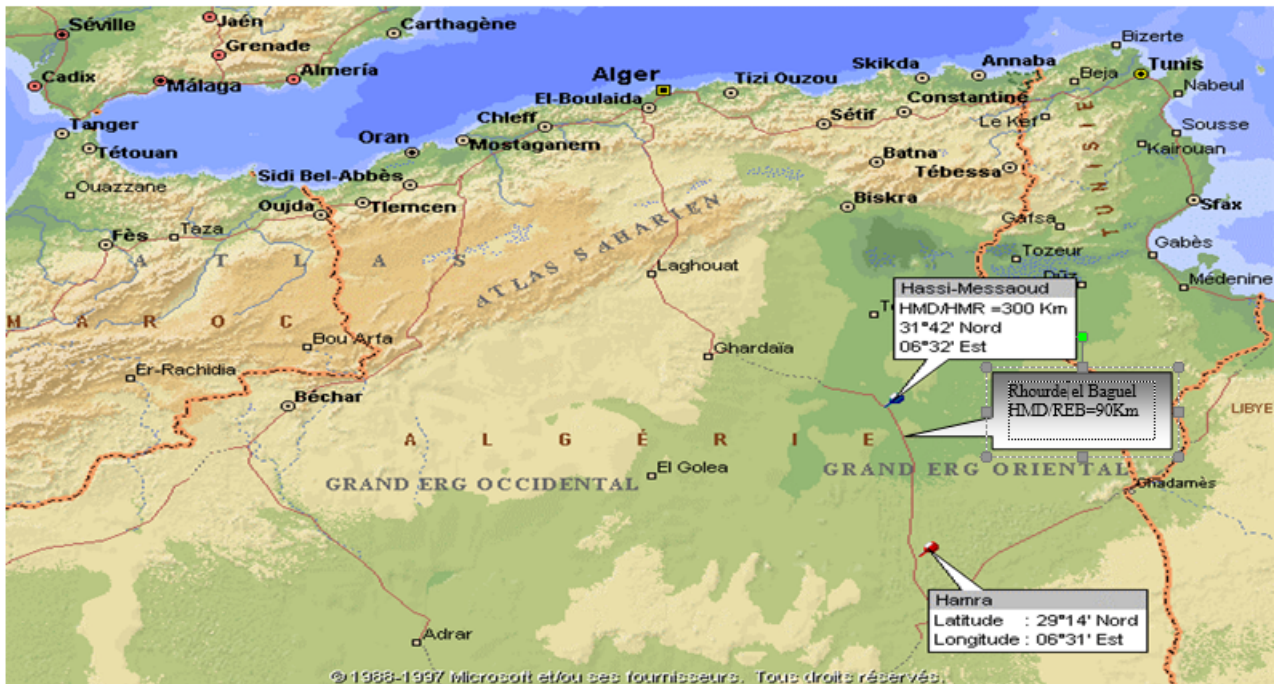 Séville
Jaén
Carthagène
Grenade
Bizerte
Cadix
Málaga
Almería
Alger
Tizi Ouzou
Skikda
Annaba
Beja
Tunis
Nabeul
El-Boulaida
Constantine
Tanger
Chleff
Sétif
Le Kef
Sousse
Tétouan
Oran
Mostaganem
Kairouan
Batna
Tébessa
TUNISIE
Ouazzane
Sidi Bel-Abbès
Oujda
Tlemcen
Biskra
Sfax
Fès
Taza
Gafsa
Gabès
ATLAS
ATLAS SAHARIEN
Laghouat
Tozeur
Médenine
Hassi-Messaoud
HMD/HMR =300 Km
31°42' Nord
06°32' Est
MAROC
Bou Arfa
Ghardaïa
Er-Rachidia
Béchar
Rhourde el Baguel
HMD/REB=90Km
LIBYE
ALGÉRIE
El Golea
GRAND ERG ORIENTAL
GRAND ERG OCCIDENTAL
Ghadamès
Hamra
Latitude : 29°14' Nord
Longitude : 06°31' Est
Adrar
© 1988-1997 Microsoft et/ou ses fournisseurs. Tous droits réservés.